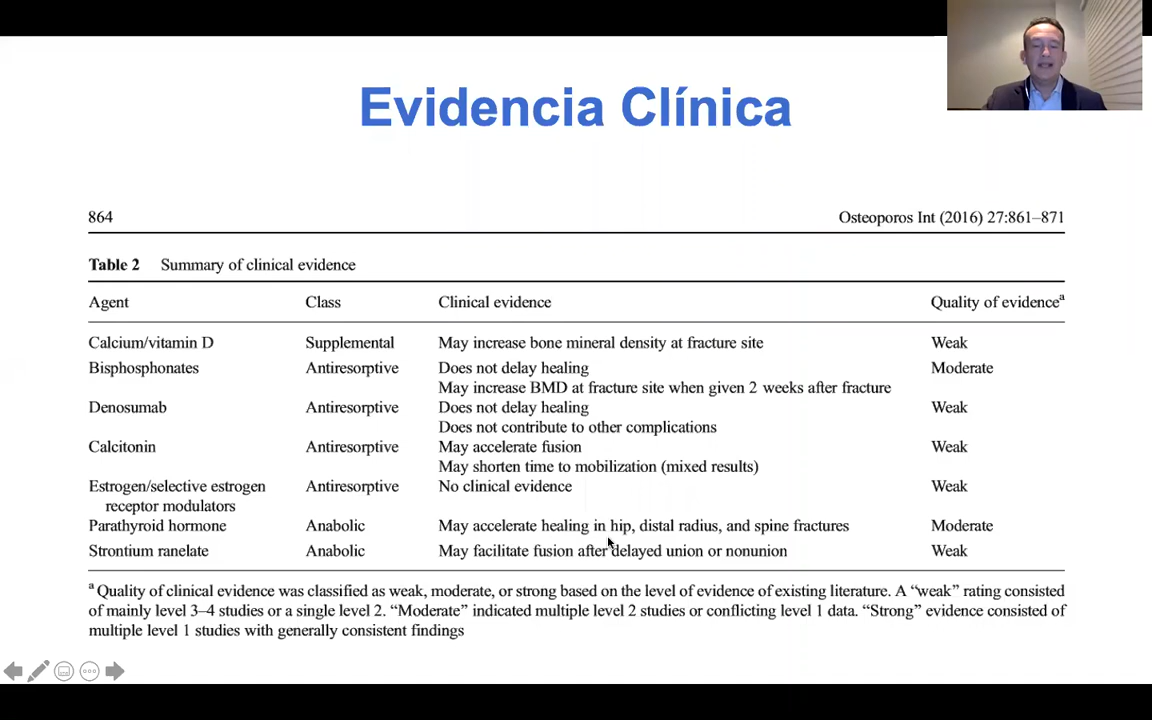 Evidencia Clínica
864 Osteoporos Int (2016) 27:861–871
Table 2 Summary of clinical evidence
Agent Class Clinical evidence Quality of evidencea
Calcium/vitamin D Supplemental May increase bone mineral density at fracture site Weak
Bisphosphonates Antiresorptive Does not delay healing Moderate
May increase BMD at fracture site when given 2 weeks after fracture
Denosumab Antiresorptive Does not delay healing Weak
Does not contribute to other complications
Calcitonin Antiresorptive May accelerate fusion Weak
May shorten time to mobilization (mixed results)
Estrogen/selective estrogen Antiresorptive No clinical evidence Weak
receptor modulators
Parathyroid hormone Anabolic May accelerate healing in hip, distal radius, and spine fractures Moderate
Strontium ranelate Anabolic May facilitate fusion after delayed union or nonunion Weak
a Quality of clinical evidence was classified as weak, moderate, or strong based on the level of evidence of existing literature. A “weak” rating consisted
of mainly level 3–4 studies or a single level 2. “Moderate” indicated multiple level 2 studies or conflicting level 1 data. “Strong” evidence consisted of
multiple level 1 studies with generally consistent findings